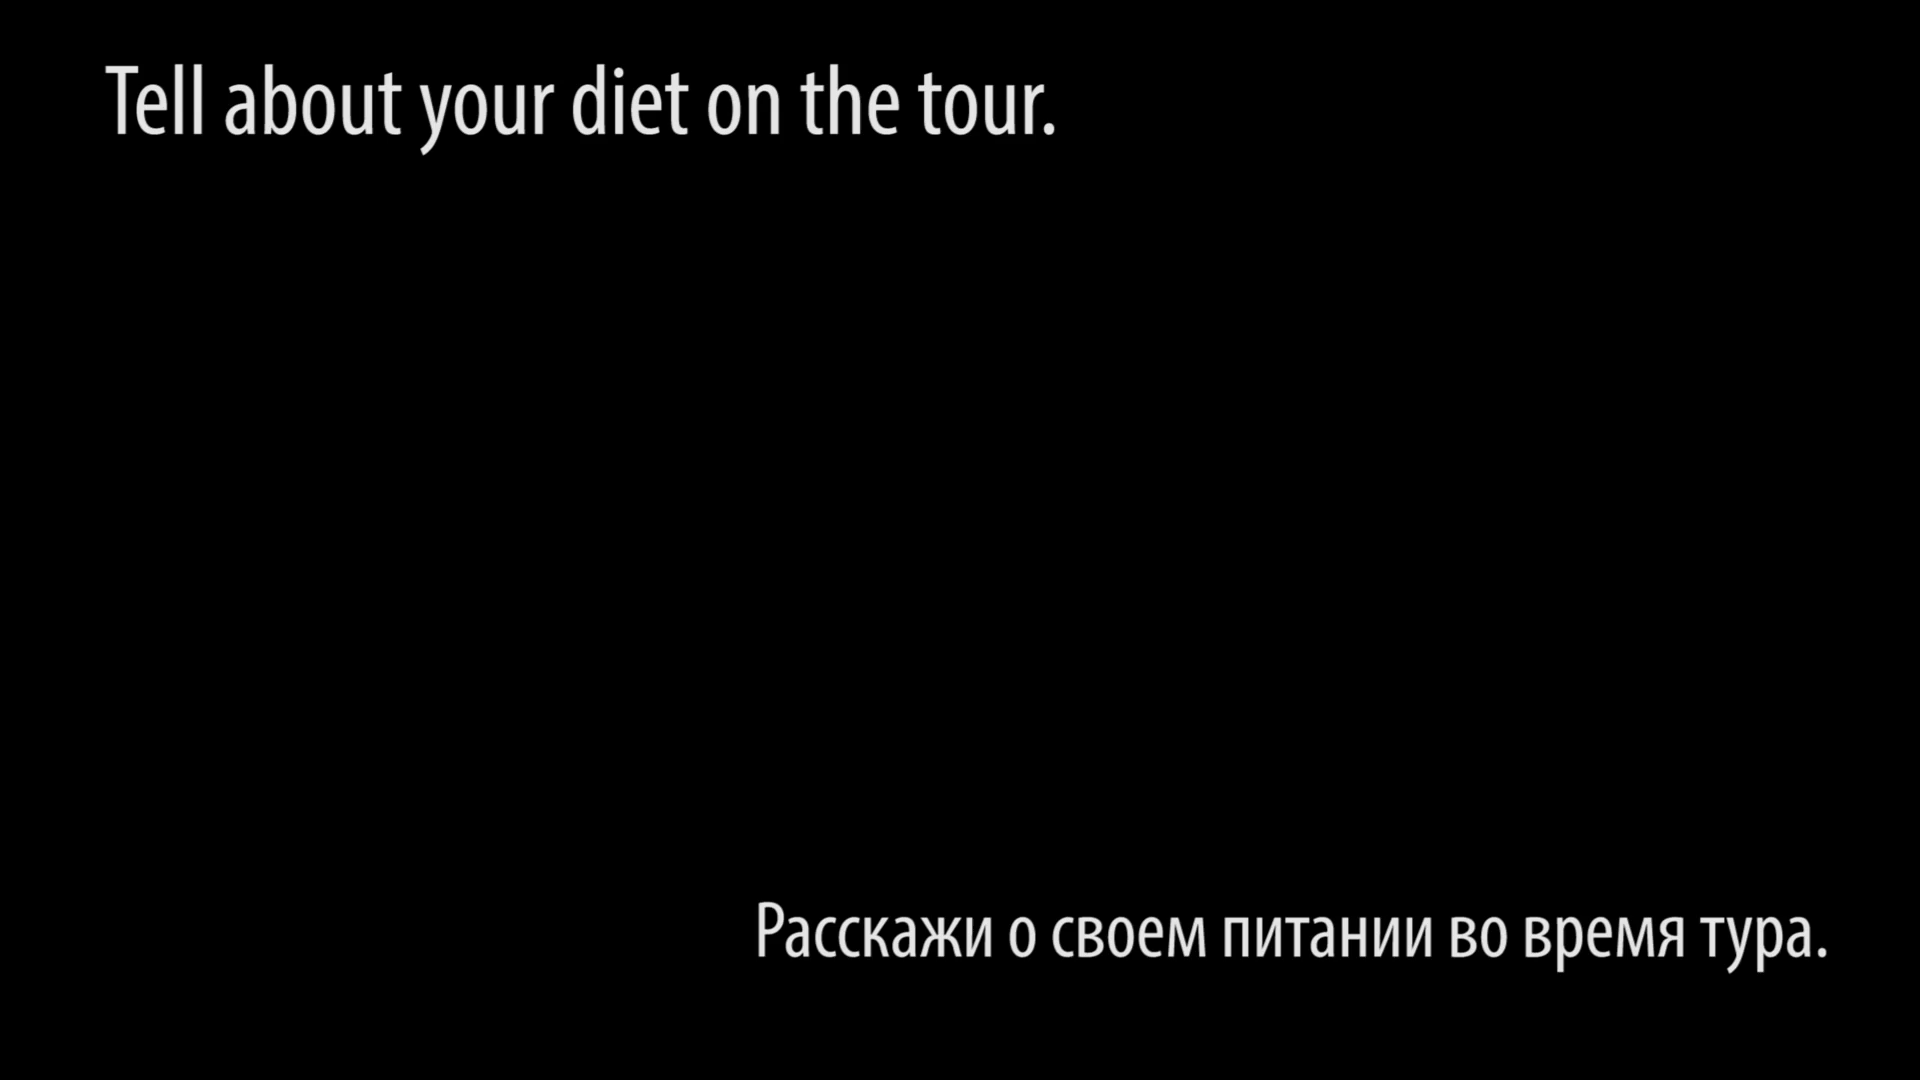 Tell about your diet on the tour.
Расскажи о своем питании во время тура.